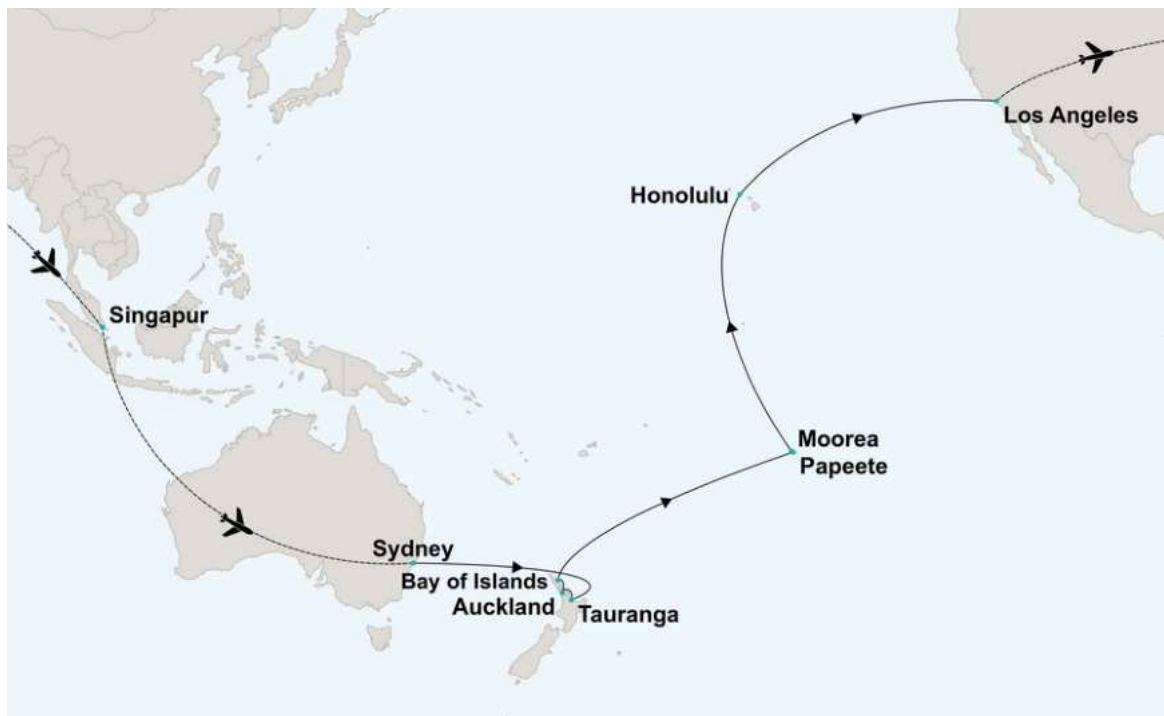 Los Angeles
Honolulu
Singapur
Moorea
Papeete
Sydney
Bay of Islands
Auckland
Tauranga